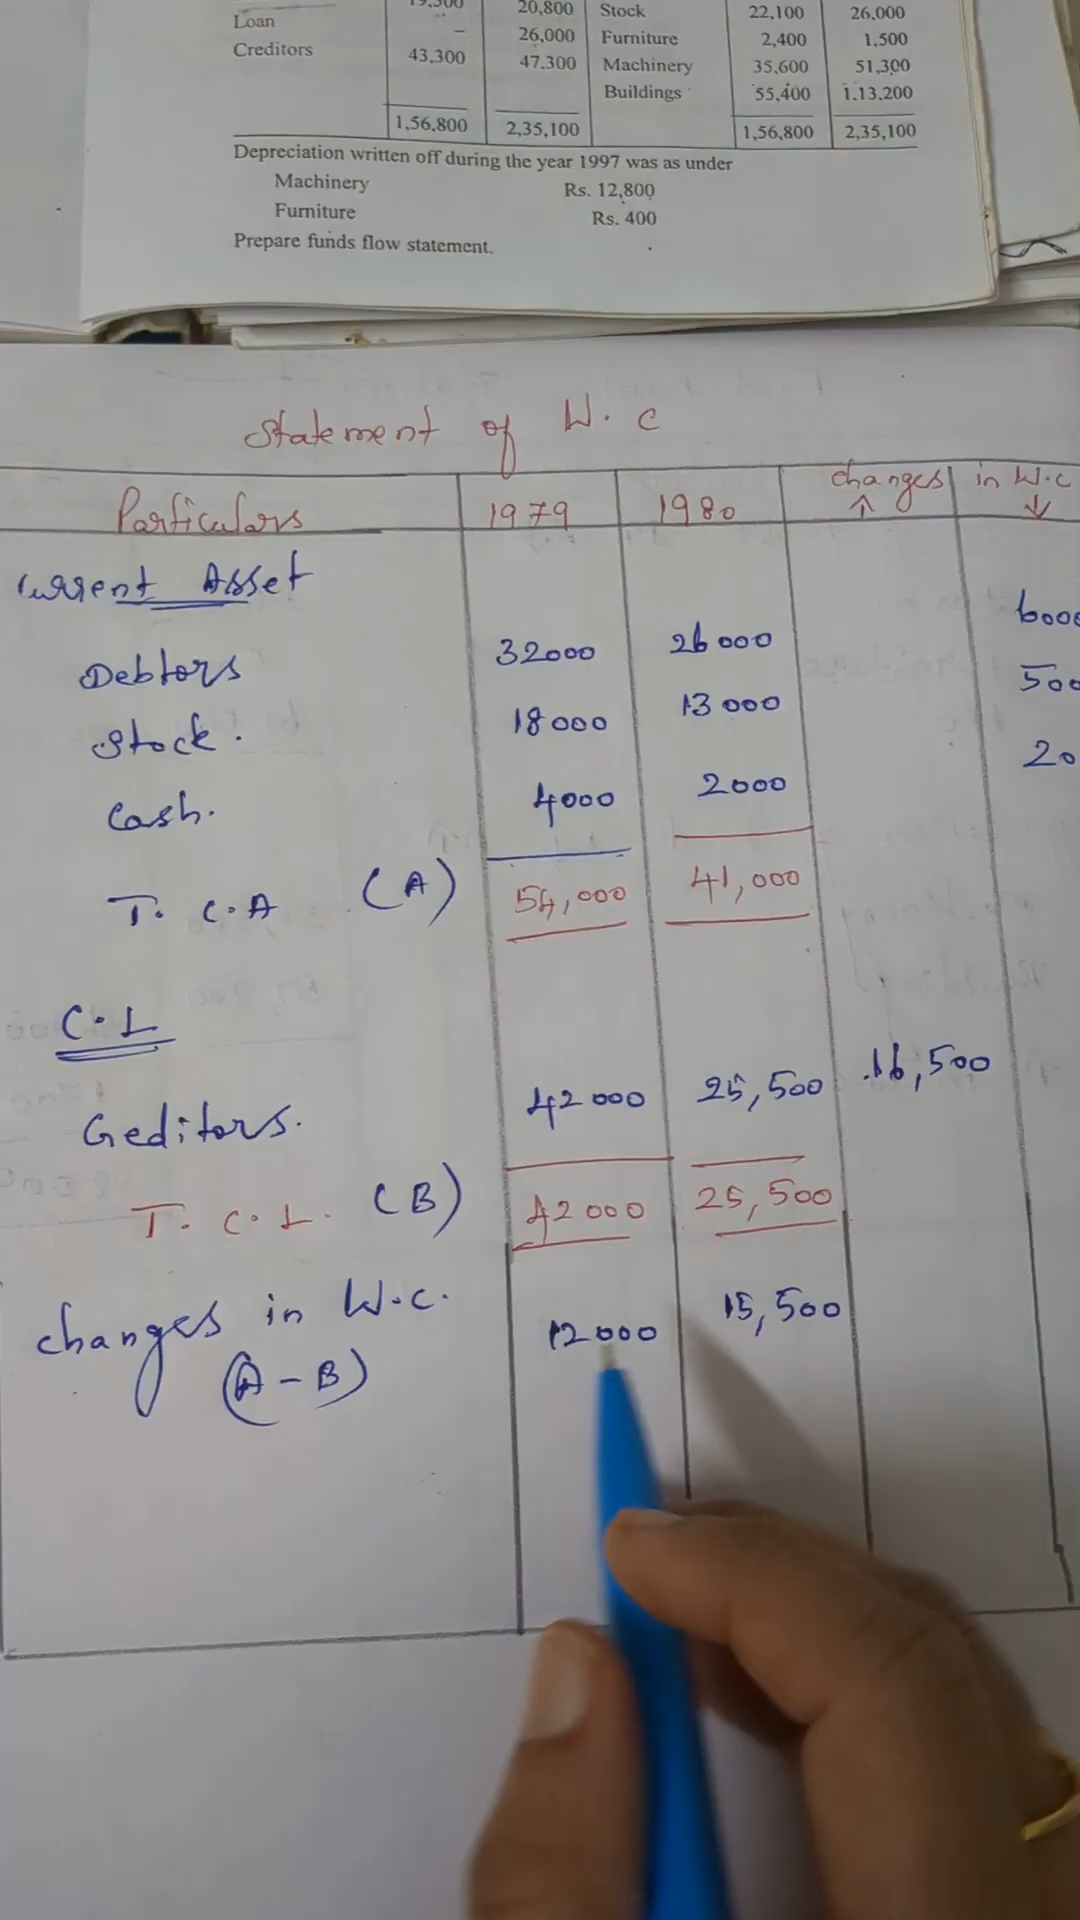 19,500 20,800 Stock 22,100 26,000
Loan – 26,000 Furniture 2,400 1,500
Creditors 43,300 47,300 Machinery 35,600 51,300
Buildings 55,400 1,13,200
1,56,800 2,35,100 1,56,800 2,35,100
Depreciation written off during the year 1997 was as under
Machinery Rs. 12,800
Furniture Rs. 400
Prepare funds flow statement.
Statement of W.C
Particulars 1979 1980 changes in W.C
↑ ↓
Current Asset
Debtors 32000 26000 6000
Stock. 18000 13000 500
Cash. 4000 2000 20
T. C.A (A) 54,000 41,000
C.L
Creditors. 42000 25,500 16,500
T. C.L. (B) 42000 25,500
changes in W.C. 12000 15,500
(A-B)